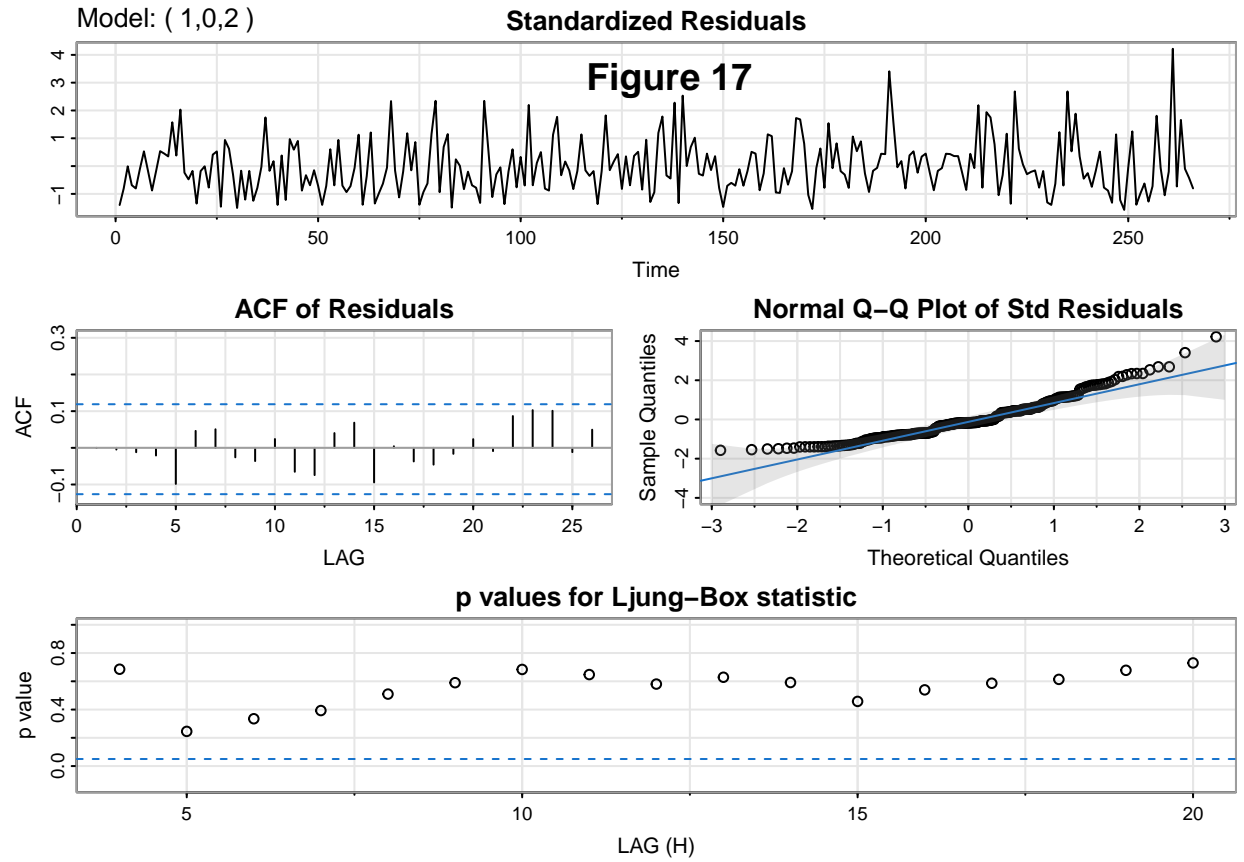 Model: ( 1,0,2 )
Standardized Residuals
Figure 17
4
3
2
1
−1
0 50 100 150 200 250
Time
ACF of Residuals
0.3
0.1
−0.1
ACF
0 5 10 15 20 25
LAG
Normal Q−Q Plot of Std Residuals
4
2
0
−2
−4
Sample Quantiles
−3 −2 −1 0 1 2 3
Theoretical Quantiles
p values for Ljung−Box statistic
0.8
0.4
0.0
p value
5 10 15 20
LAG (H)